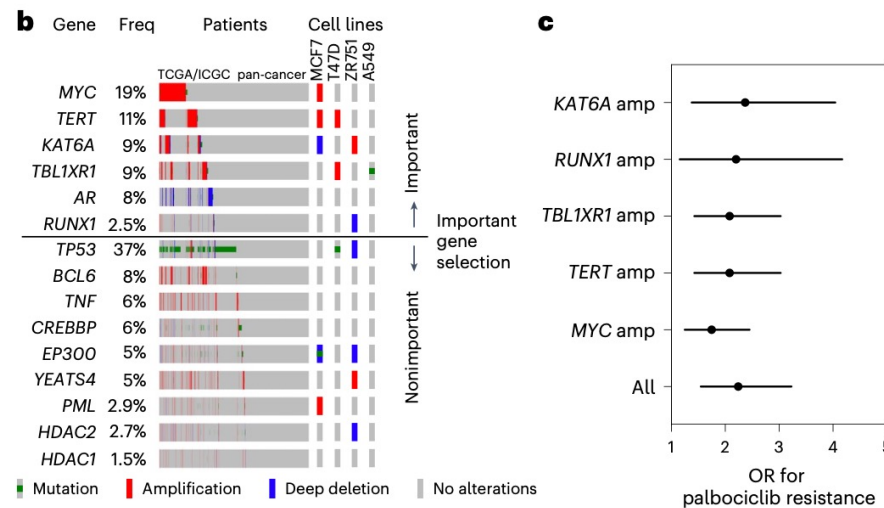 b
Gene Freq Patients Cell lines
TCGA/ICGC pan-cancer MCF7 T47D ZR751 A549
MYC 19%
TERT 11%
KAT6A 9%
TBL1XR1 9%
AR 8%
RUNX1 2.5%
TP53 37%
BCL6 8%
TNF 6%
CREBBP 6%
EP300 5%
YEATS4 5%
PML 2.9%
HDAC2 2.7%
HDAC1 1.5%
Important
Important
gene
selection
Nonimportant
Mutation Amplification Deep deletion No alterations
c
KAT6A amp
RUNX1 amp
TBL1XR1 amp
TERT amp
MYC amp
All
1 2 3 4 5
OR for
palbociclib resistance